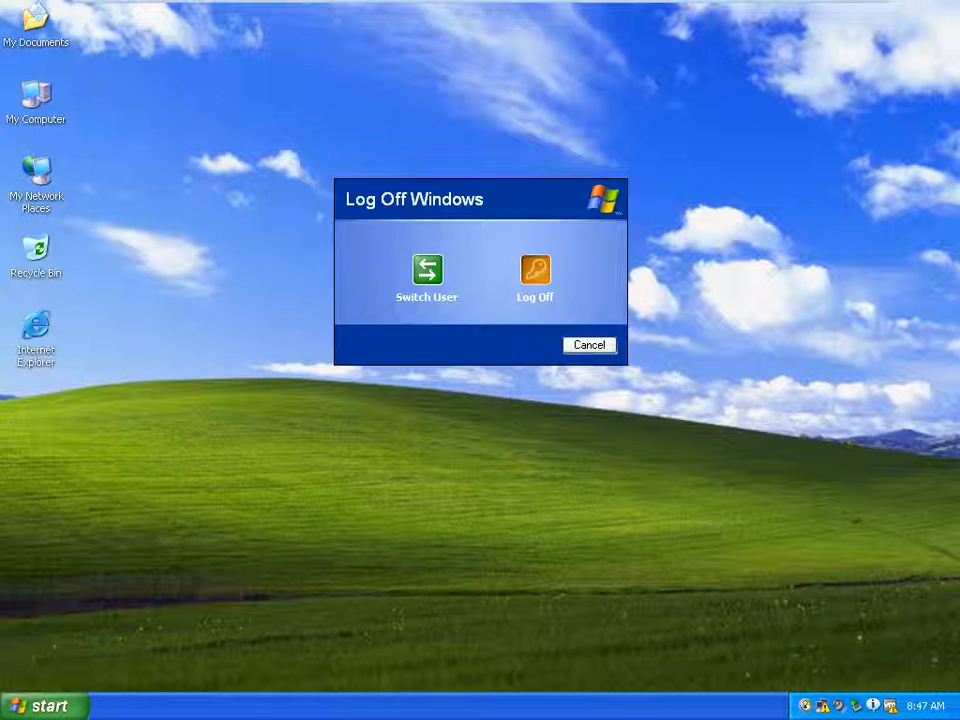 My Documents
My Computer
My Network
Places
Recycle Bin
Internet
Explorer
Log Off Windows
Switch User
Log Off
Cancel
start
8:47 AM